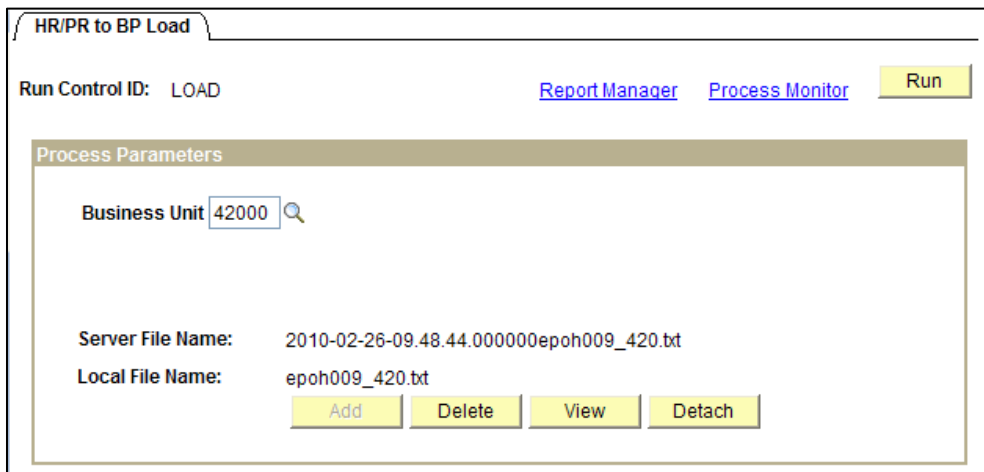 HR/PR to BP Load
Run Control ID: LOAD Report Manager Process Monitor Run
Process Parameters
Business Unit 42000
Server File Name: 2010-02-26-09.48.44.000000epoh009_420.txt
Local File Name: epoh009_420.txt
Add Delete View Detach